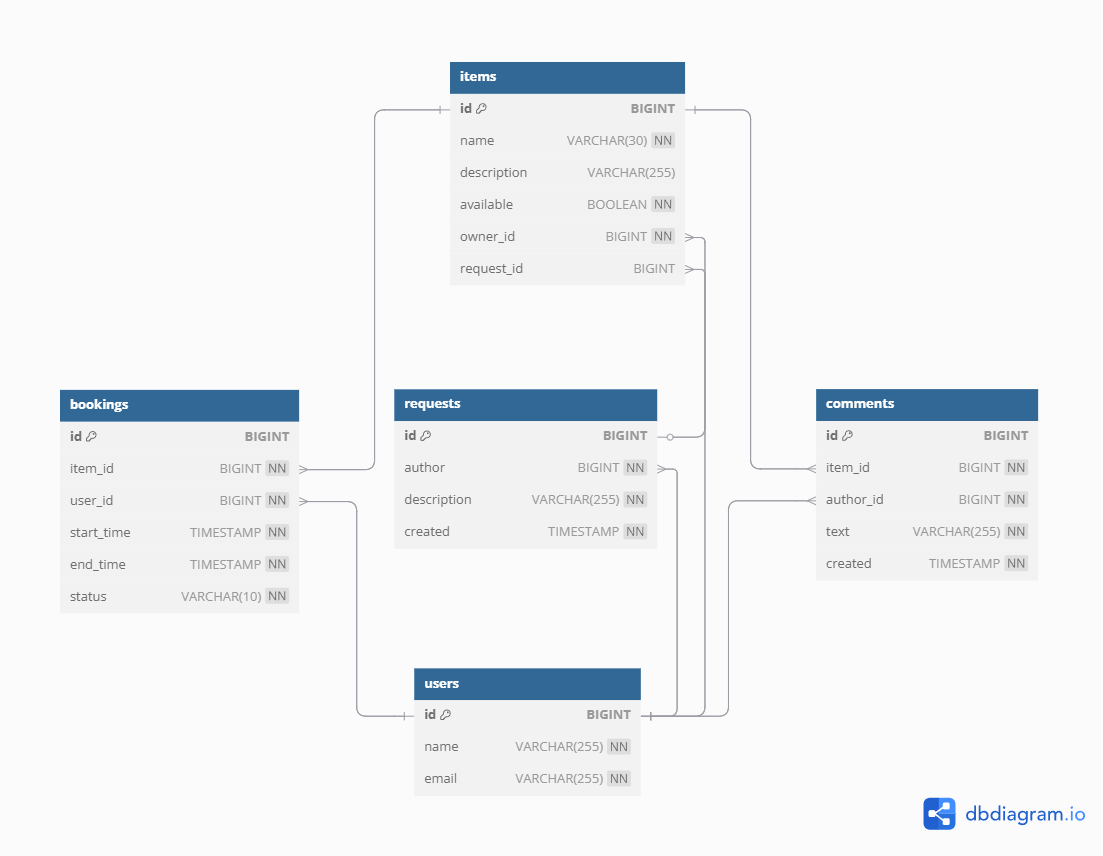 items
id BIGINT
name VARCHAR(30) NN
description VARCHAR(255)
available BOOLEAN NN
owner_id BIGINT NN
request_id BIGINT
bookings
id BIGINT
item_id BIGINT NN
user_id BIGINT NN
start_time TIMESTAMP NN
end_time TIMESTAMP NN
status VARCHAR(10) NN
requests
id BIGINT
author BIGINT NN
description VARCHAR(255) NN
created TIMESTAMP NN
comments
id BIGINT
item_id BIGINT NN
author_id BIGINT NN
text VARCHAR(255) NN
created TIMESTAMP NN
users
id BIGINT
name VARCHAR(255) NN
email VARCHAR(255) NN
dbdiagram.io